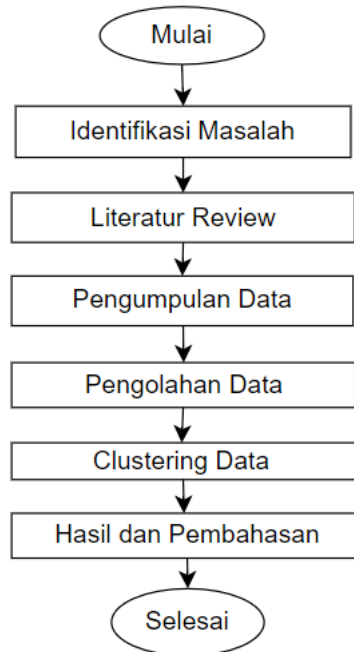 Mulai
Identifikasi Masalah
Literatur Review
Pengumpulan Data
Pengolahan Data
Clustering Data
Hasil dan Pembahasan
Selesai